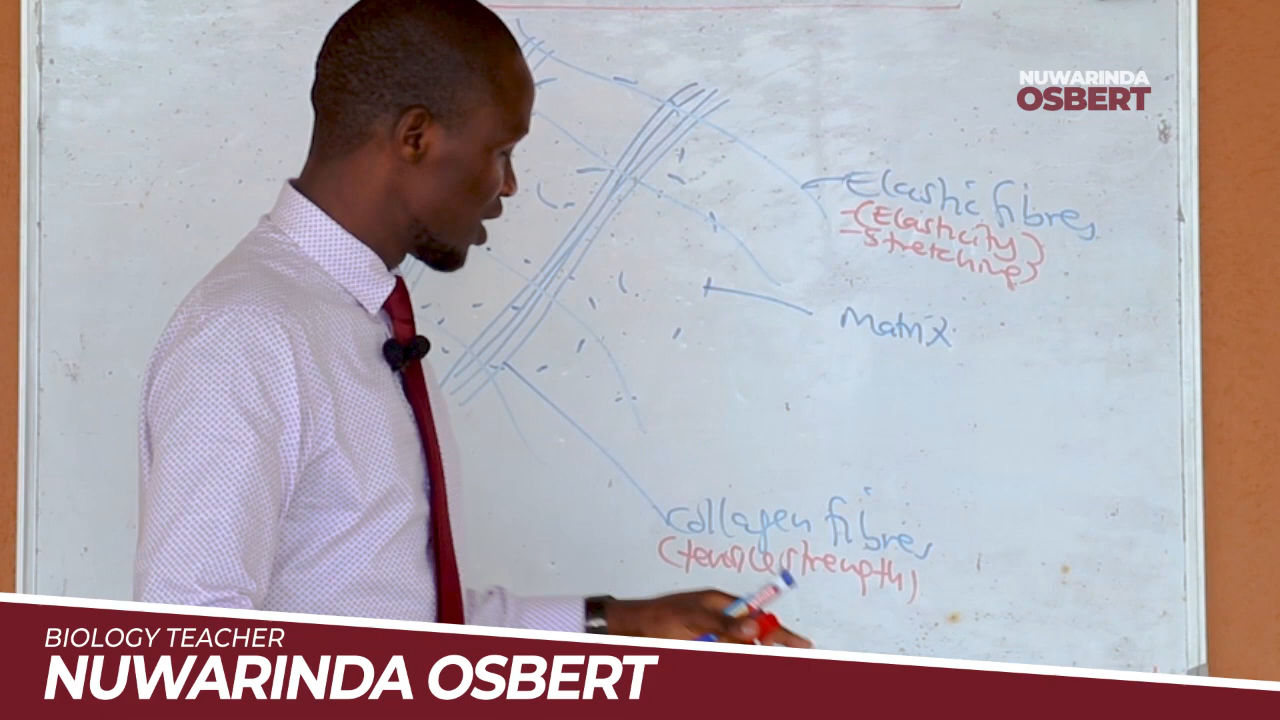 NUWARINDA
OSBERT
Elastic fibres
-(Elasticity)
-stretching)
Matrix
collagen fibres
(tensile strength)
BIOLOGY TEACHER
NUWARINDA OSBERT